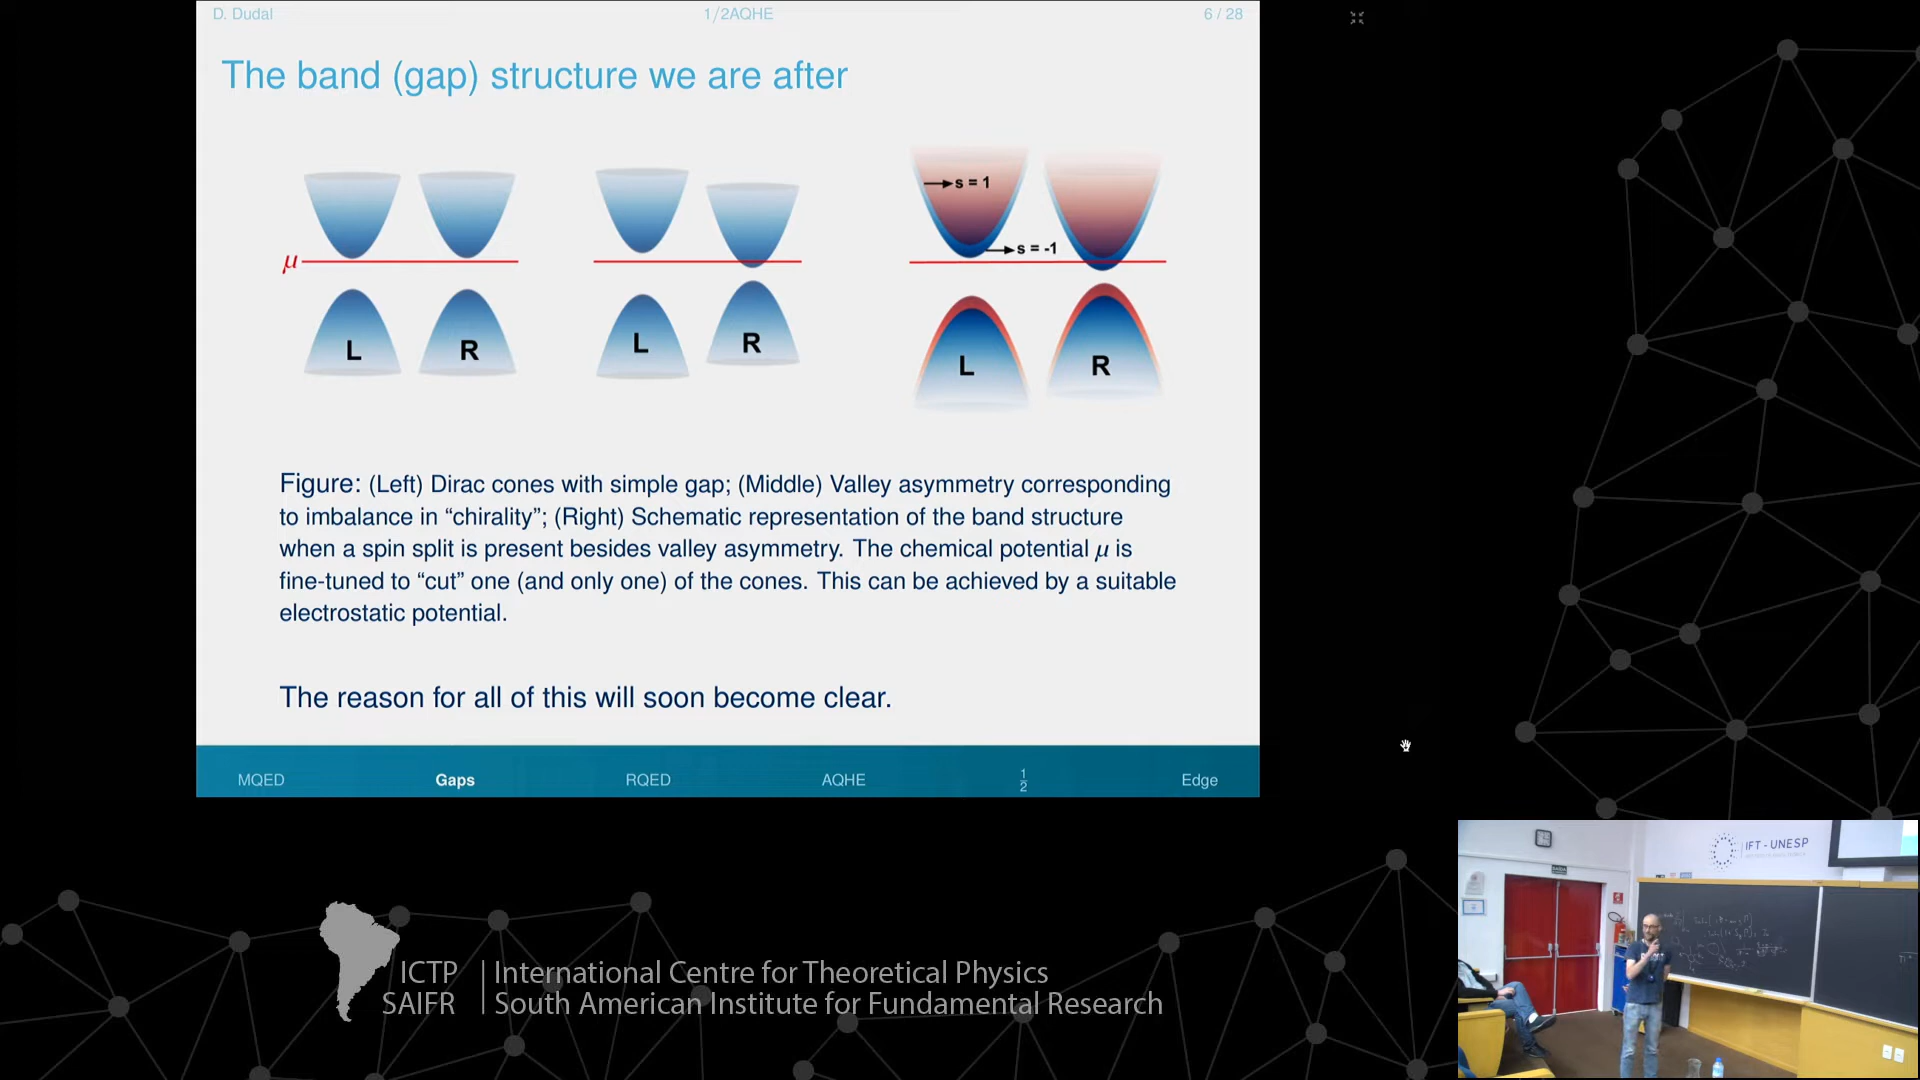 D. Dudal 1/2AQHE 6 / 28
The band (gap) structure we are after
s = 1
s = -1
μ
L R L R L R
Figure: (Left) Dirac cones with simple gap; (Middle) Valley asymmetry corresponding
to imbalance in “chirality”; (Right) Schematic representation of the band structure
when a spin split is present besides valley asymmetry. The chemical potential μ is
fine-tuned to “cut” one (and only one) of the cones. This can be achieved by a suitable
electrostatic potential.
The reason for all of this will soon become clear.
MQED Gaps RQED AQHE 1/2 Edge
IFT - UNESP
ICTP International Centre for Theoretical Physics
SAIFR South American Institute for Fundamental Research